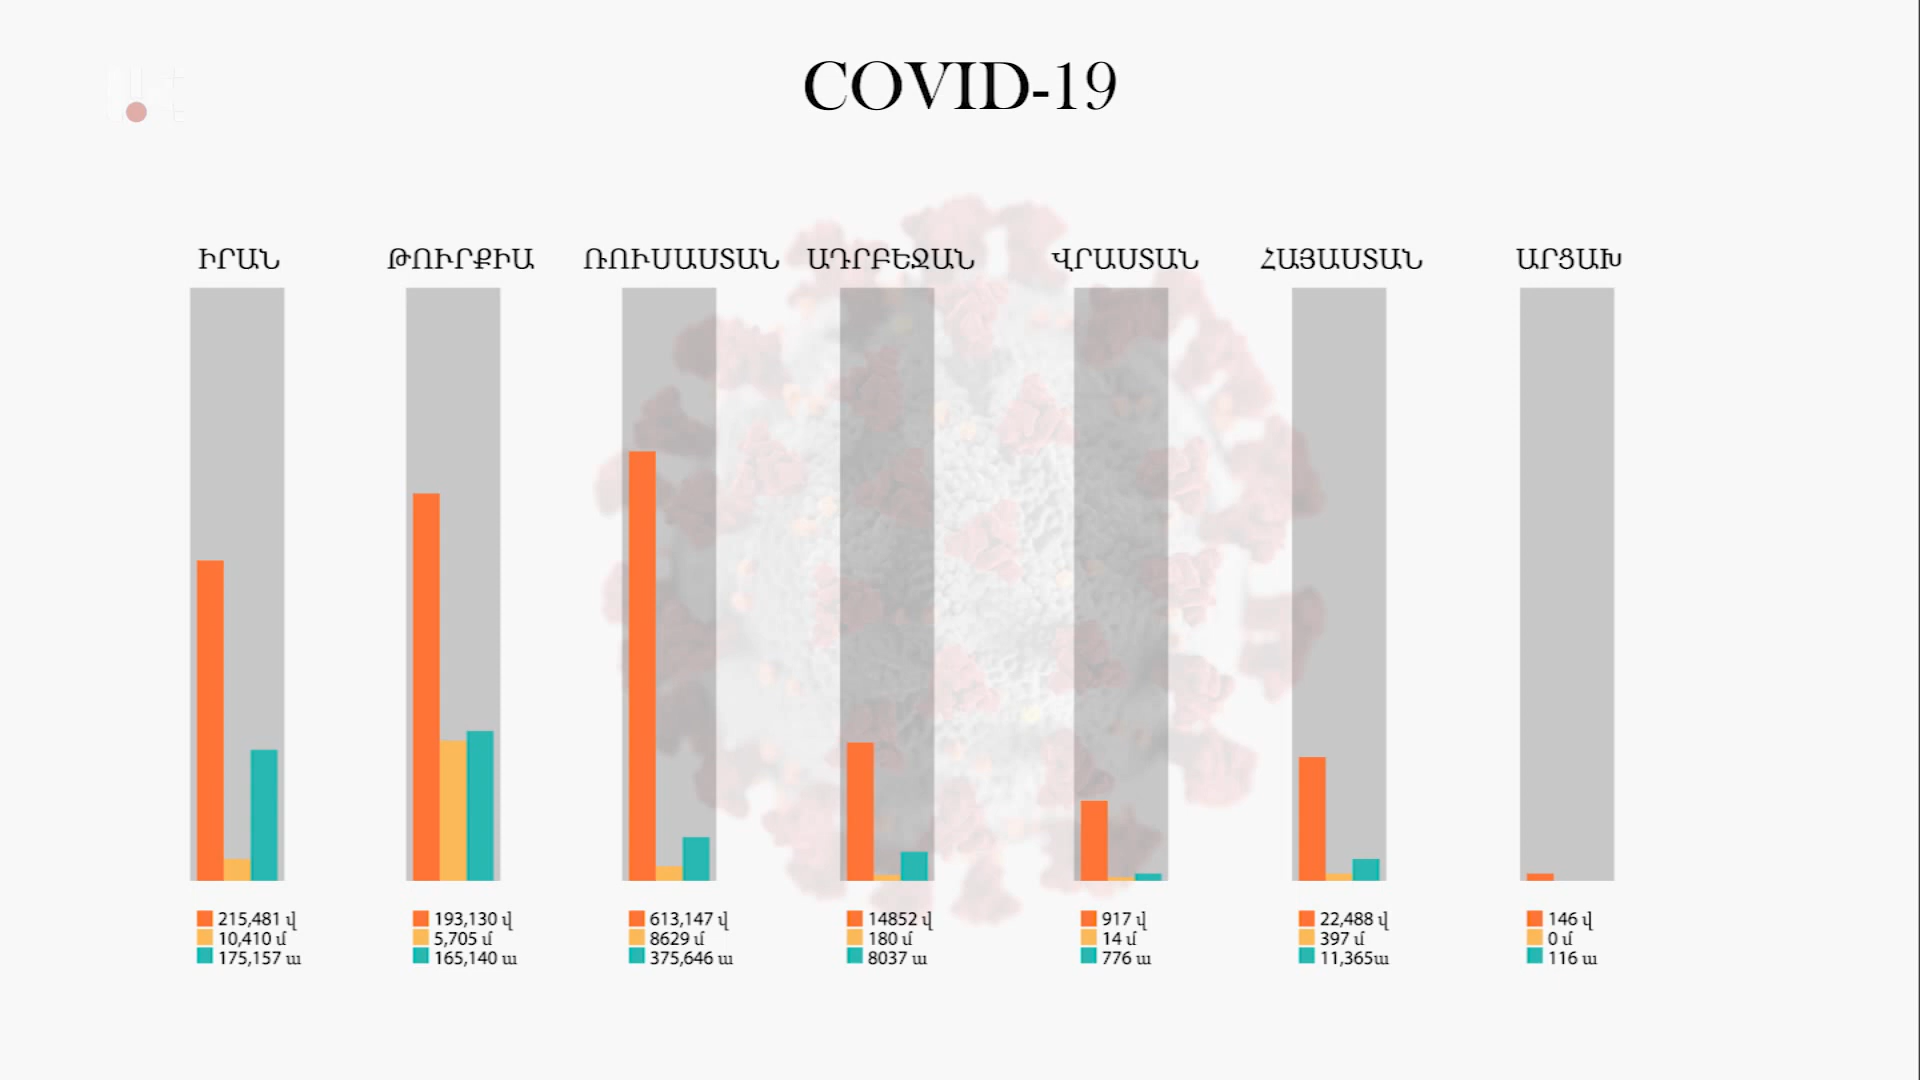 COVID-19
ԻՐԱՆ
ԹՈՒՐՔԻԱ
ՌՈՒՍԱՍՏԱՆ
ԱԴՐԲԵՋԱՆ
ՎՐԱՍՏԱՆ
ՀԱՅԱՍՏԱՆ
ԱՐՑԱԽ
215,481 վ
10,410 մ
175,157 ա
193,130 վ
5,705 մ
165,140 ա
613,147 վ
8629 մ
375,646 ա
14852 վ
180 մ
8037 ա
917 վ
14 մ
776 ա
22,488 վ
397 մ
11,365ա
146 վ
0 մ
116 ա